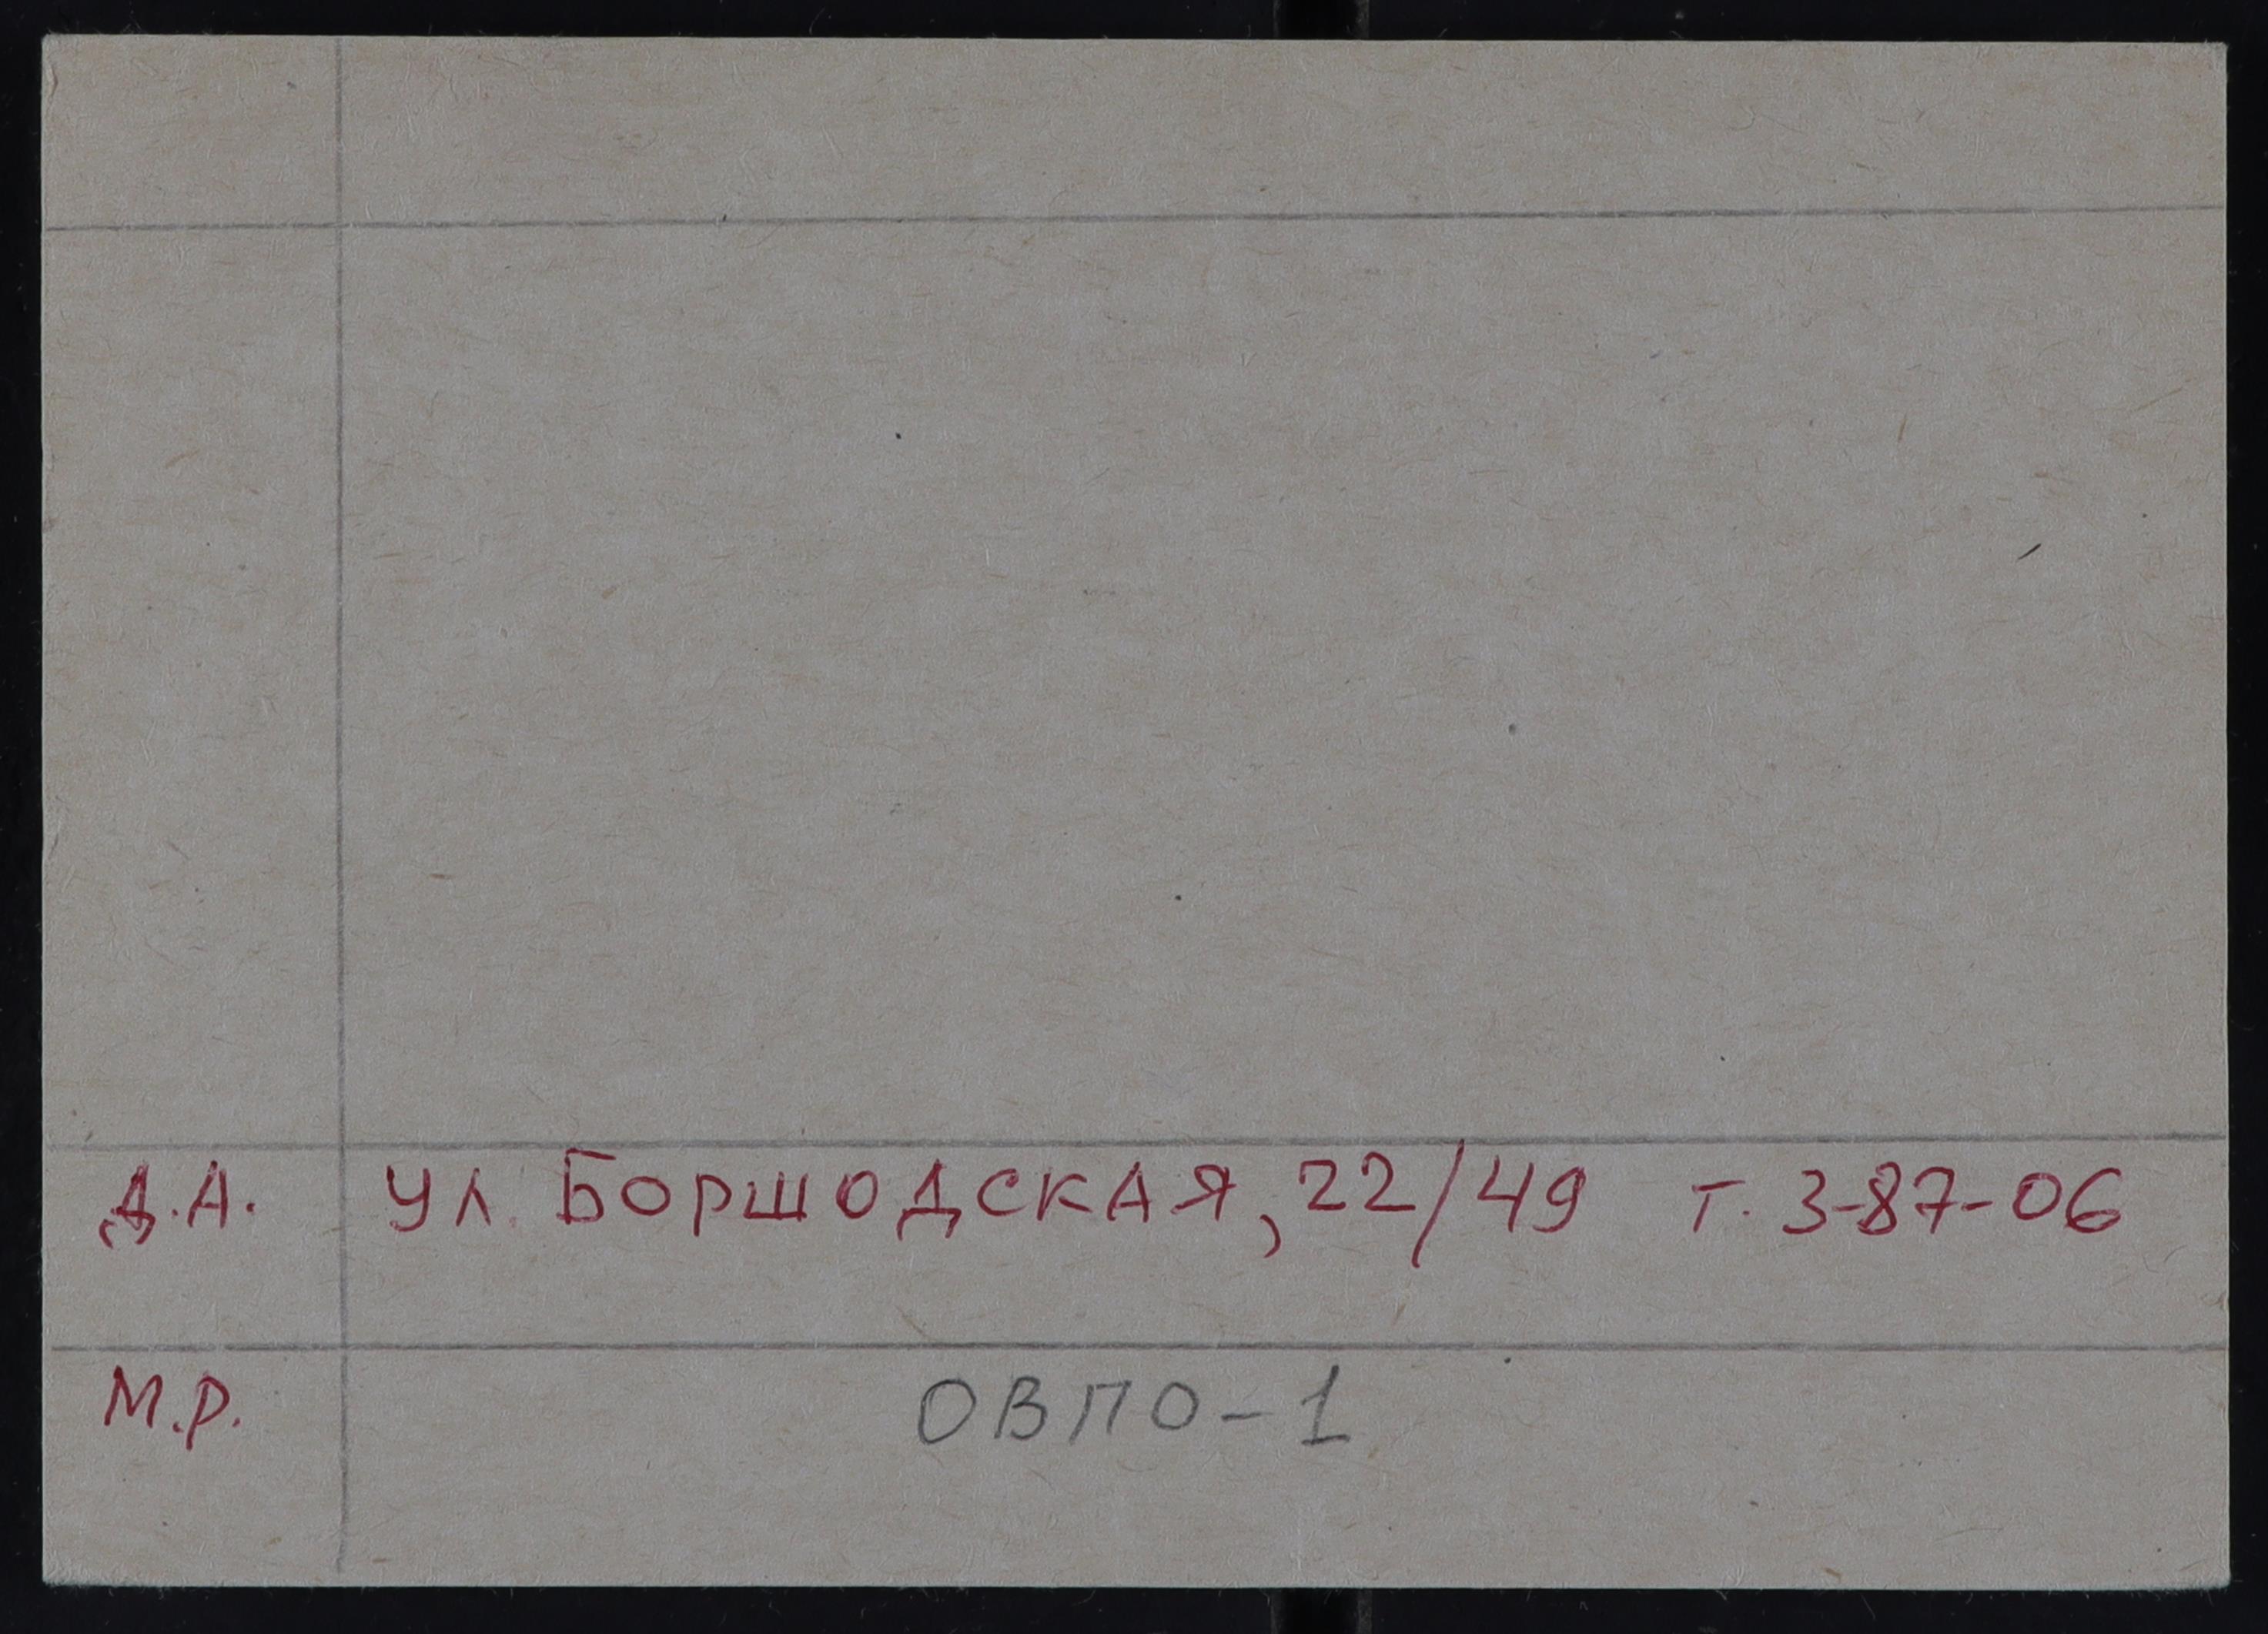 Д.А. ул. Боршодская, 22/49 т. 3-87-06
М.Р. ОВПО-1